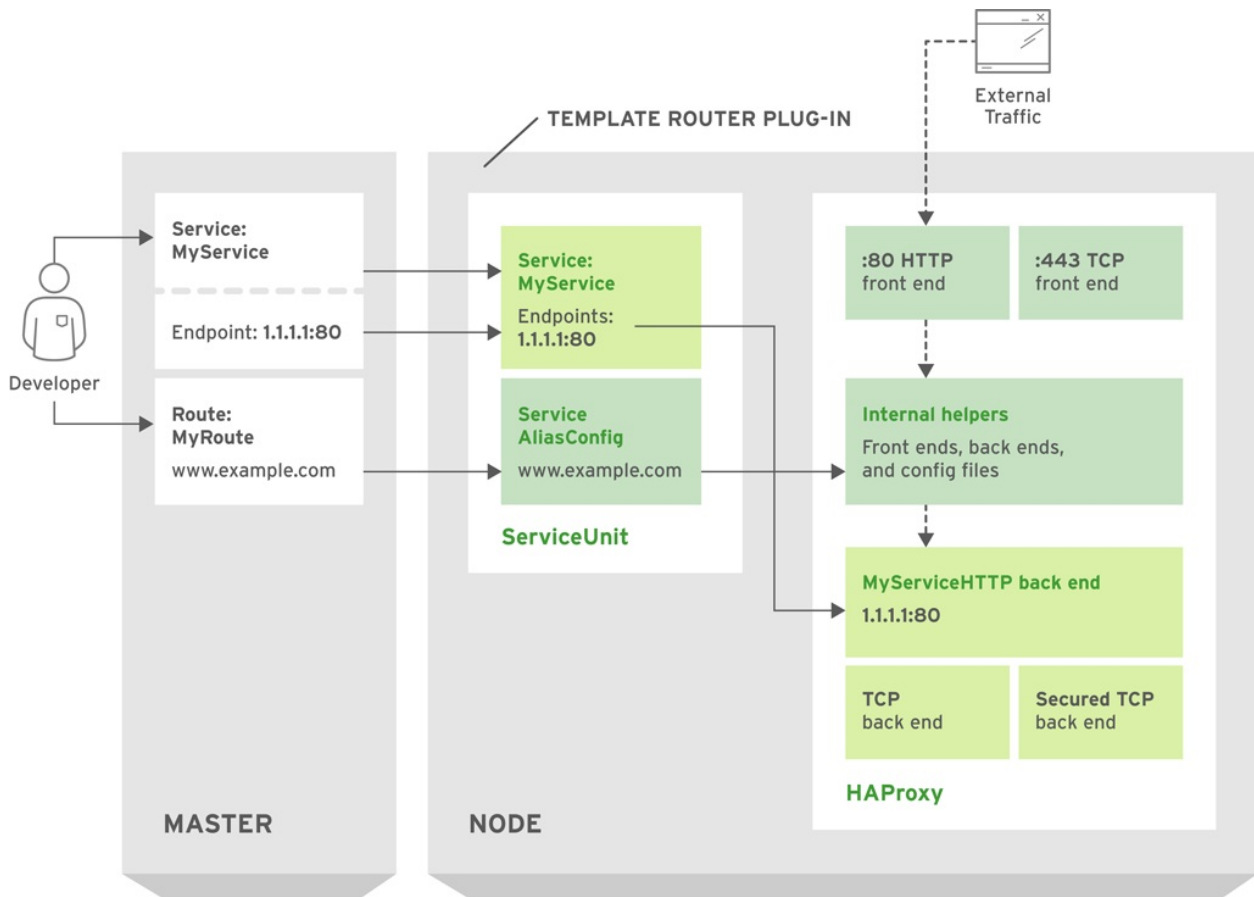 External
Traffic
TEMPLATE ROUTER PLUG-IN
Developer
Service:
MyService
Endpoint: 1.1.1.1:80
Route:
MyRoute
www.example.com
MASTER
Service:
MyService
Endpoints:
1.1.1.1:80
Service
AliasConfig
www.example.com
ServiceUnit
NODE
:80 HTTP
front end
:443 TCP
front end
Internal helpers
Front ends, back ends,
and config files
MyServiceHTTP back end
1.1.1.1:80
TCP
back end
Secured TCP
back end
HAProxy